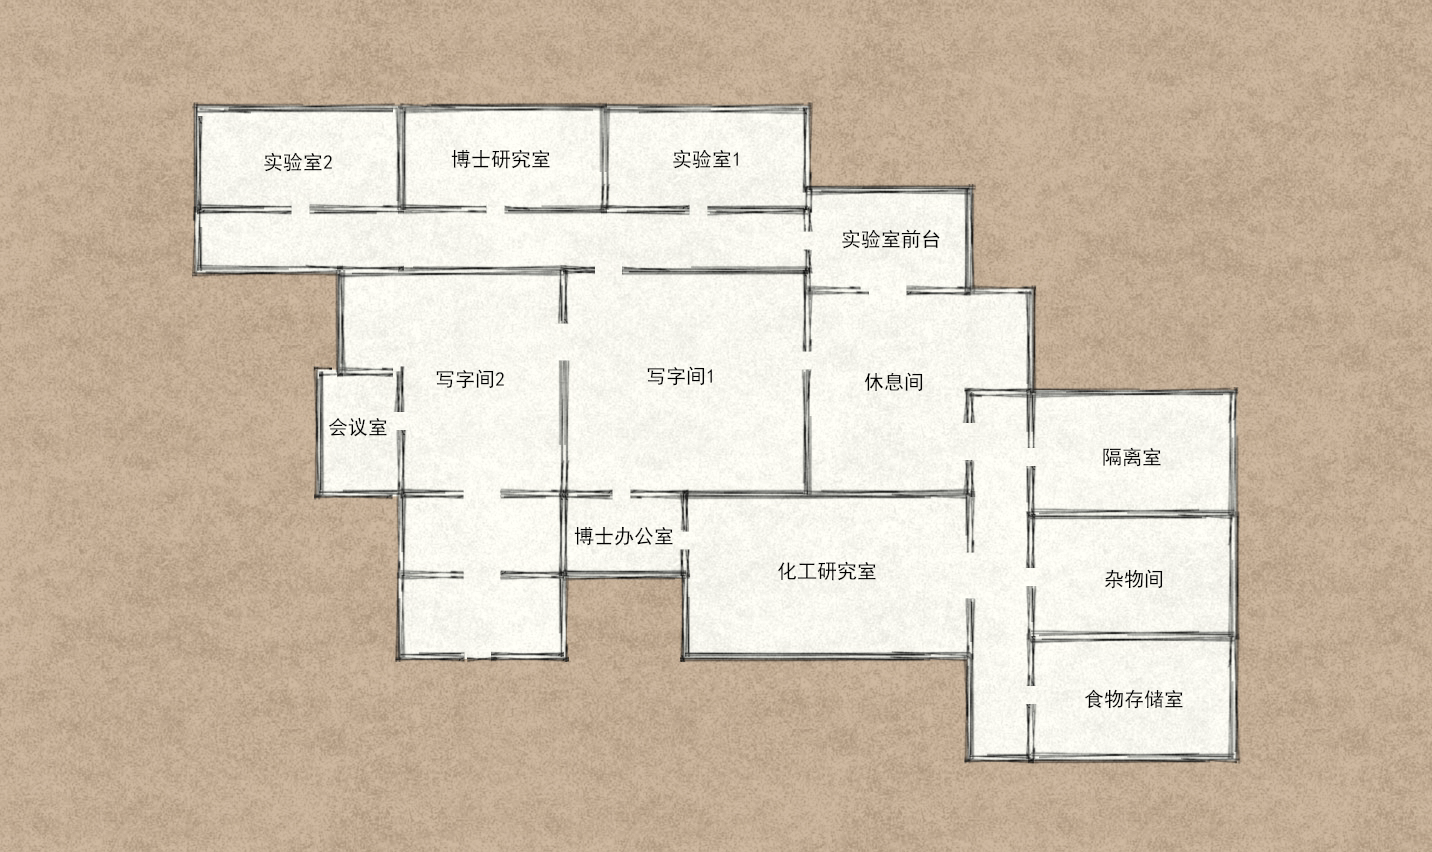 实验室2
博士研究室
实验室1
实验室前台
写字间2
写字间1
休息间
会议室
隔离室
博士办公室
化工研究室
杂物间
食物存储室